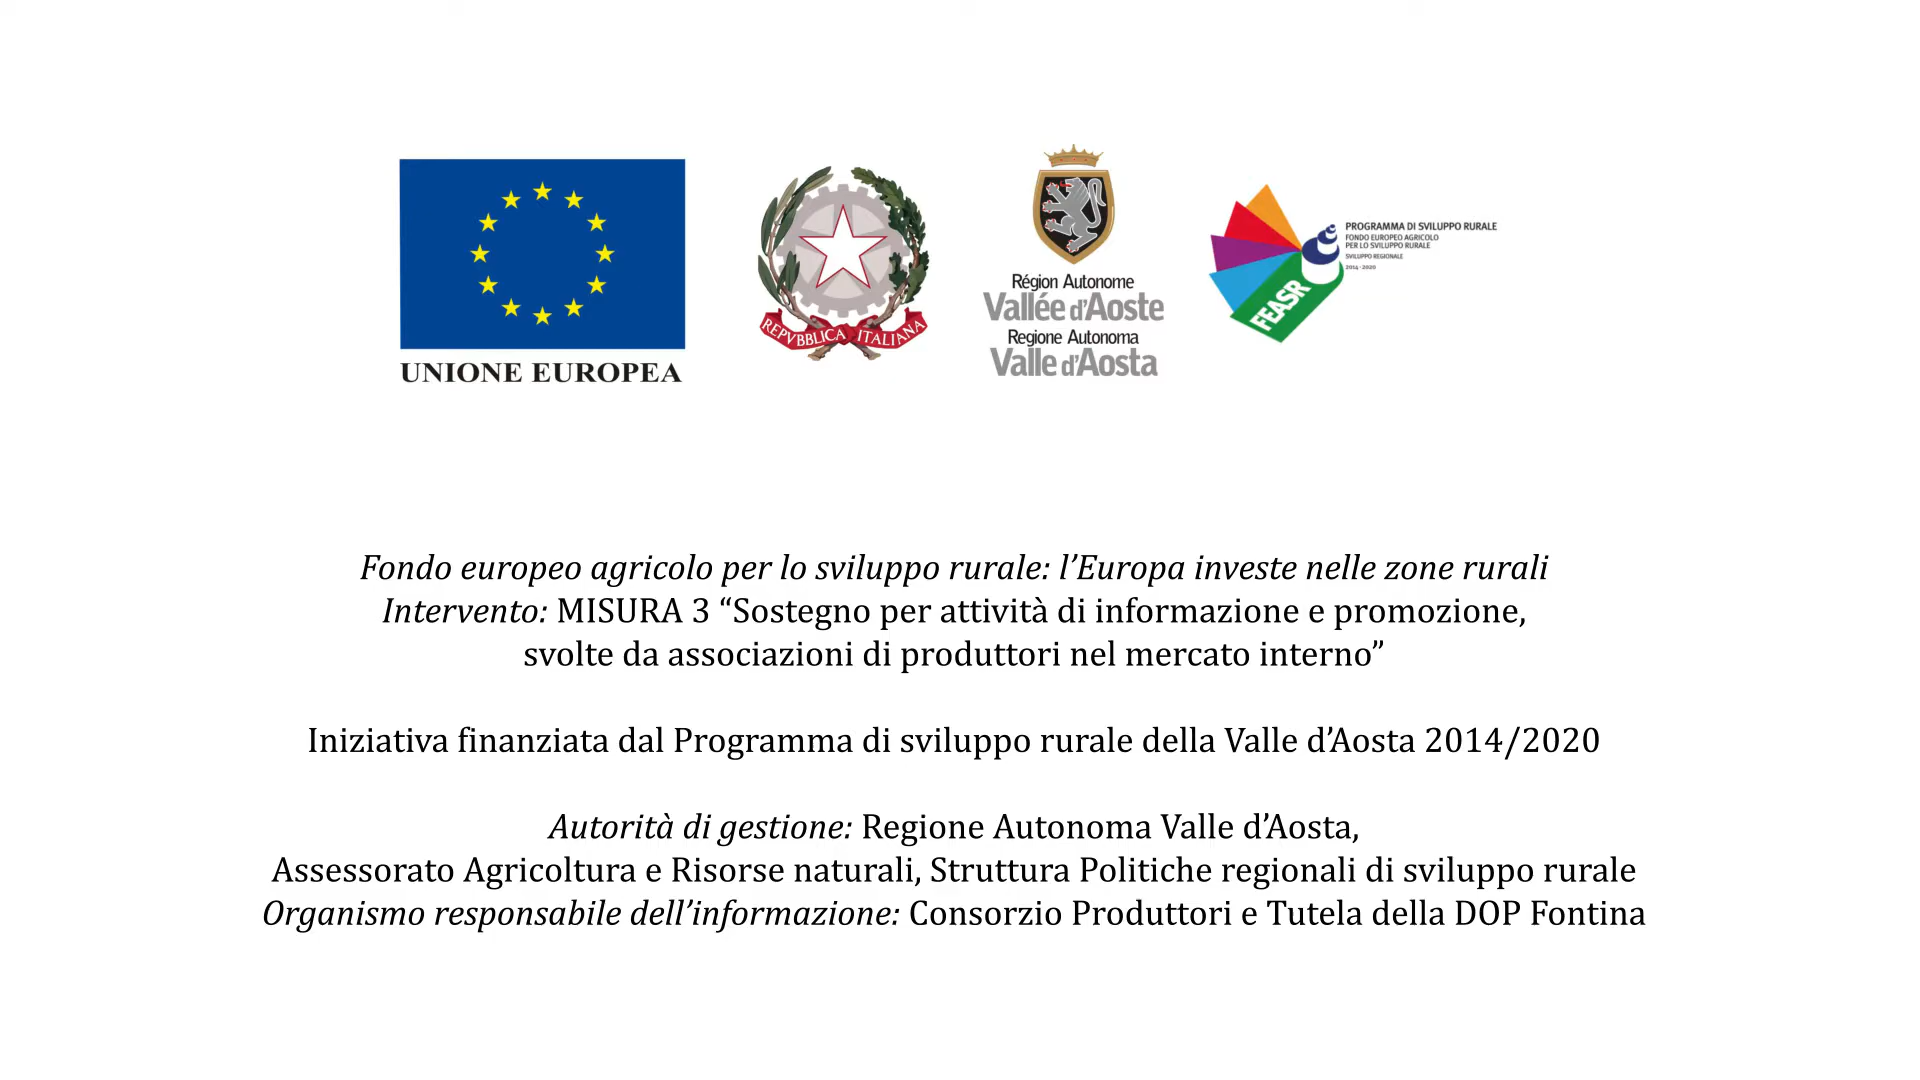 UNIONE EUROPEA
REPVBBLICA ITALIANA
Région Autonome
Vallée d'Aoste
Regione Autonoma
Valle d'Aosta
FEASR
PROGRAMMA DI SVILUPPO RURALE
FONDO EUROPEO AGRICOLO
PER LO SVILUPPO RURALE
SVILUPPO REGIONALE
2014 - 2020
Fondo europeo agricolo per lo sviluppo rurale: l’Europa investe nelle zone rurali
Intervento: MISURA 3 “Sostegno per attività di informazione e promozione,
svolte da associazioni di produttori nel mercato interno”
Iniziativa finanziata dal Programma di sviluppo rurale della Valle d’Aosta 2014/2020
Autorità di gestione: Regione Autonoma Valle d’Aosta,
Assessorato Agricoltura e Risorse naturali, Struttura Politiche regionali di sviluppo rurale
Organismo responsabile dell’informazione: Consorzio Produttori e Tutela della DOP Fontina